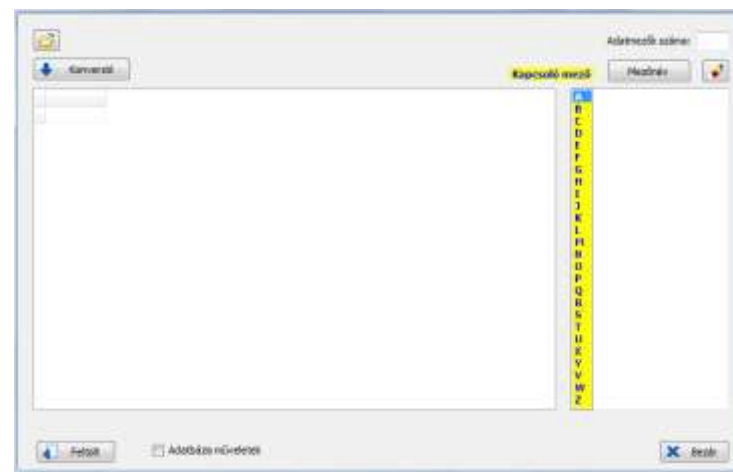 Adatmezők száma:
Konverzió
Kapcsoló mező
Mezőnév
A
B
C
D
E
F
G
H
I
J
K
L
M
N
O
P
Q
R
S
T
U
X
Y
V
W
Z
Feltölt
Adatbázis műveletek
Bezár